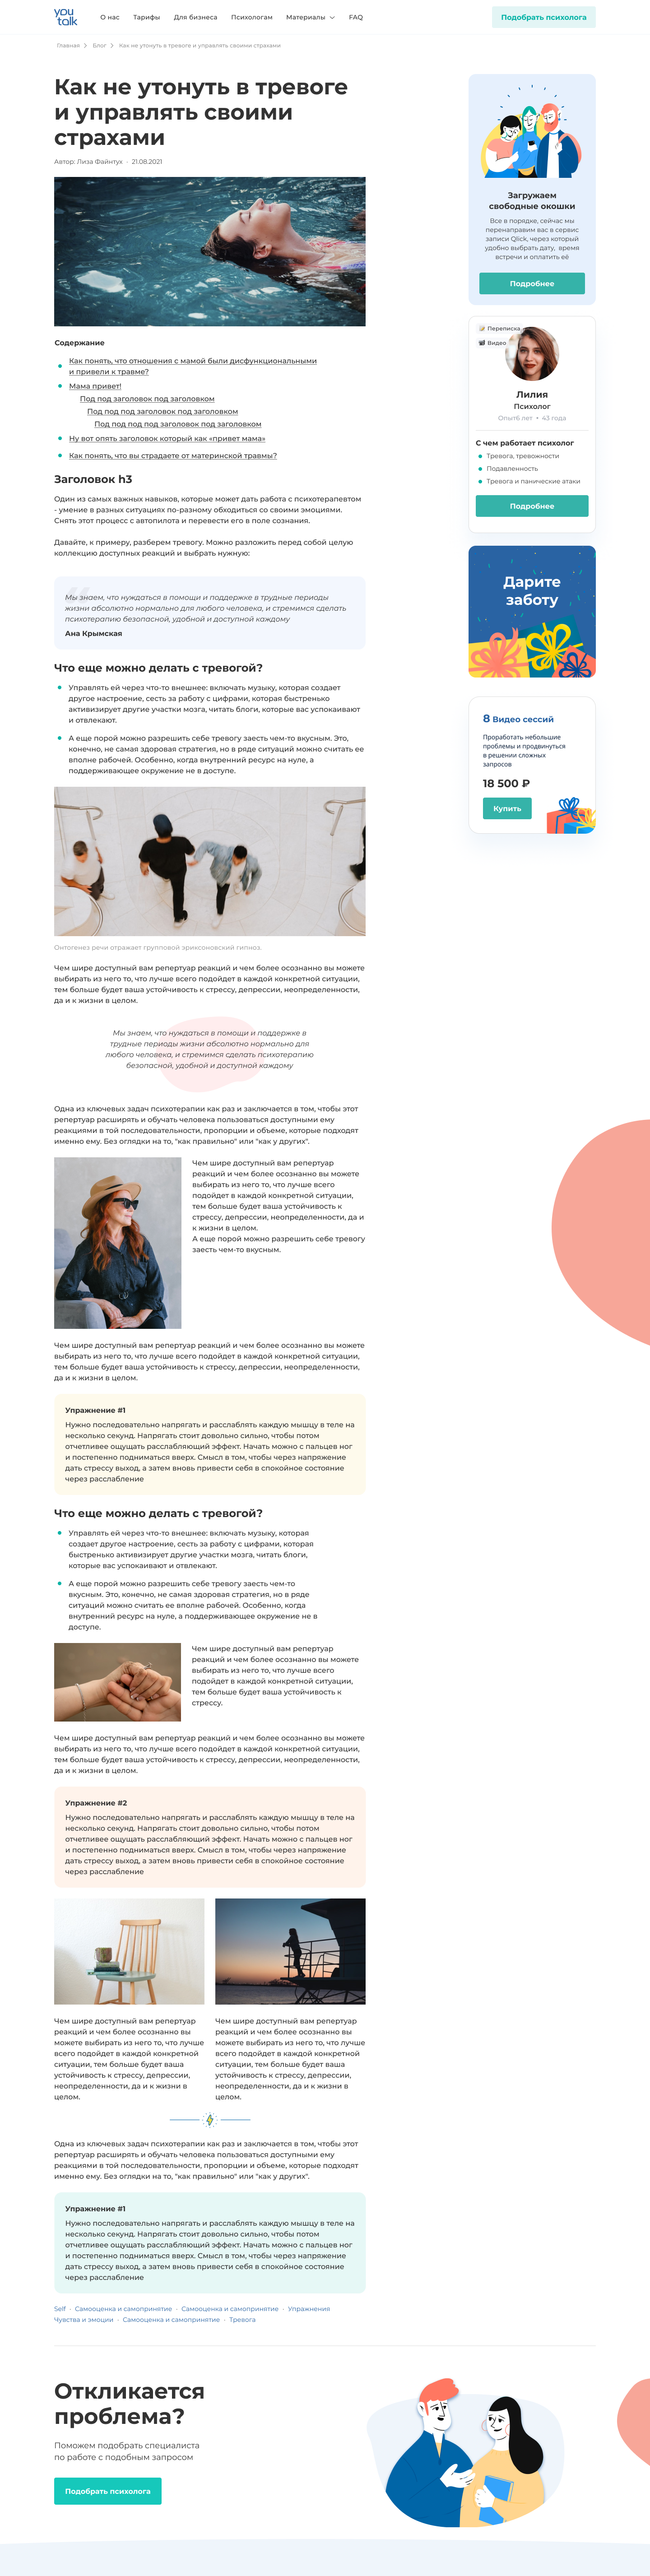 you
talk
О нас
Тарифы
Для бизнеса
Психологам
Материалы
FAQ
Подобрать психолога
Главная
Блог
Как не утонуть в тревоге и управлять своими страхами
Как не утонуть в тревоге
и управлять своими
страхами
Автор: Лиза Файнтух · 21.08.2021
Содержание
Как понять, что отношения с мамой были дисфункциональными
и привели к травме?
Мама привет!
Под под заголовок под заголовком
Под под под заголовок под заголовком
Под под под под заголовок под заголовком
Ну вот опять заголовок который как «привет мама»
Как понять, что вы страдаете от материнской травмы?
Заголовок h3
Один из самых важных навыков, которые может дать работа с психотерапевтом
- умение в разных ситуациях по-разному обходиться со своими эмоциями.
Снять этот процесс с автопилота и перевести его в поле сознания.
Давайте, к примеру, разберем тревогу. Можно разложить перед собой целую
коллекцию доступных реакций и выбрать нужную:
Мы знаем, что нуждаться в помощи и поддержке в трудные периоды
жизни абсолютно нормально для любого человека, и стремимся сделать
психотерапию безопасной, удобной и доступной каждому
Ана Крымская
Что еще можно делать с тревогой?
Управлять ей через что-то внешнее: включать музыку, которая создает
другое настроение, сесть за работу с цифрами, которая быстренько
активизирует другие участки мозга, читать блоги, которые вас успокаивают
и отвлекают.
А еще порой можно разрешить себе тревогу заесть чем-то вкусным. Это,
конечно, не самая здоровая стратегия, но в ряде ситуаций можно считать ее
вполне рабочей. Особенно, когда внутренний ресурс на нуле, а
поддерживающее окружение не в доступе.
Онтогенез речи отражает групповой эриксоновский гипноз.
Чем шире доступный вам репертуар реакций и чем более осознанно вы можете
выбирать из него то, что лучше всего подойдет в каждой конкретной ситуации,
тем больше будет ваша устойчивость к стрессу, депрессии, неопределенности,
да и к жизни в целом.
Мы знаем, что нуждаться в помощи и поддержке в
трудные периоды жизни абсолютно нормально для
любого человека, и стремимся сделать психотерапию
безопасной, удобной и доступной каждому
Одна из ключевых задач психотерапии как раз и заключается в том, чтобы этот
репертуар расширять и обучать человека пользоваться доступными ему
реакциями в той последовательности, пропорции и объеме, которые подходят
именно ему. Без оглядки на то, "как правильно" или "как у других".
Чем шире доступный вам репертуар
реакций и чем более осознанно вы можете
выбирать из него то, что лучше всего
подойдет в каждой конкретной ситуации,
тем больше будет ваша устойчивость к
стрессу, депрессии, неопределенности, да и
к жизни в целом.
А еще порой можно разрешить себе тревогу
заесть чем-то вкусным.
Чем шире доступный вам репертуар реакций и чем более осознанно вы можете
выбирать из него то, что лучше всего подойдет в каждой конкретной ситуации,
тем больше будет ваша устойчивость к стрессу, депрессии, неопределенности,
да и к жизни в целом.
Упражнение #1
Нужно последовательно напрягать и расслаблять каждую мышцу в теле на
несколько секунд. Напрягать стоит довольно сильно, чтобы потом
отчетливее ощущать расслабляющий эффект. Начать можно с пальцев ног
и постепенно подниматься вверх. Смысл в том, чтобы через напряжение
дать стрессу выход, а затем вновь привести себя в спокойное состояние
через расслабление
Что еще можно делать с тревогой?
Управлять ей через что-то внешнее: включать музыку, которая
создает другое настроение, сесть за работу с цифрами, которая
быстренько активизирует другие участки мозга, читать блоги,
которые вас успокаивают и отвлекают.
А еще порой можно разрешить себе тревогу заесть чем-то
вкусным. Это, конечно, не самая здоровая стратегия, но в ряде
ситуаций можно считать ее вполне рабочей. Особенно, когда
внутренний ресурс на нуле, а поддерживающее окружение не в
доступе.
Чем шире доступный вам репертуар
реакций и чем более осознанно вы можете
выбирать из него то, что лучше всего
подойдет в каждой конкретной ситуации,
тем больше будет ваша устойчивость к
стрессу.
Чем шире доступный вам репертуар реакций и чем более осознанно вы можете
выбирать из него то, что лучше всего подойдет в каждой конкретной ситуации,
тем больше будет ваша устойчивость к стрессу, депрессии, неопределенности,
да и к жизни в целом.
Упражнение #2
Нужно последовательно напрягать и расслаблять каждую мышцу в теле на
несколько секунд. Напрягать стоит довольно сильно, чтобы потом
отчетливее ощущать расслабляющий эффект. Начать можно с пальцев ног
и постепенно подниматься вверх. Смысл в том, чтобы через напряжение
дать стрессу выход, а затем вновь привести себя в спокойное состояние
через расслабление
Чем шире доступный вам репертуар
реакций и чем более осознанно вы
можете выбирать из него то, что лучше
всего подойдет в каждой конкретной
ситуации, тем больше будет ваша
устойчивость к стрессу, депрессии,
неопределенности, да и к жизни в
целом.
Чем шире доступный вам репертуар
реакций и чем более осознанно вы
можете выбирать из него то, что лучше
всего подойдет в каждой конкретной
ситуации, тем больше будет ваша
устойчивость к стрессу, депрессии,
неопределенности, да и к жизни в
целом.
Одна из ключевых задач психотерапии как раз и заключается в том, чтобы этот
репертуар расширять и обучать человека пользоваться доступными ему
реакциями в той последовательности, пропорции и объеме, которые подходят
именно ему. Без оглядки на то, "как правильно" или "как у других".
Упражнение #1
Нужно последовательно напрягать и расслаблять каждую мышцу в теле на
несколько секунд. Напрягать стоит довольно сильно, чтобы потом
отчетливее ощущать расслабляющий эффект. Начать можно с пальцев ног
и постепенно подниматься вверх. Смысл в том, чтобы через напряжение
дать стрессу выход, а затем вновь привести себя в спокойное состояние
через расслабление
Self · Самооценка и самопринятие · Самооценка и самопринятие · Упражнения
Чувства и эмоции · Самооценка и самопринятие · Тревога
Загружаем
свободные окошки
Все в порядке, сейчас мы
перенаправим вас в сервис
записи Qlick, через который
удобно выбрать дату, время
встречи и оплатить её
Подробнее
Переписка
Видео
Лилия
Психолог
Опыт6 лет • 43 года
С чем работает психолог
Тревога, тревожности
Подавленность
Тревога и панические атаки
Подробнее
Дарите
заботу
8 Видео сессий
Проработать небольшие
проблемы и продвинуться
в решении сложных
запросов
18 500 ₽
Купить
Откликается
проблема?
Поможем подобрать специалиста
по работе с подобным запросом
Подобрать психолога